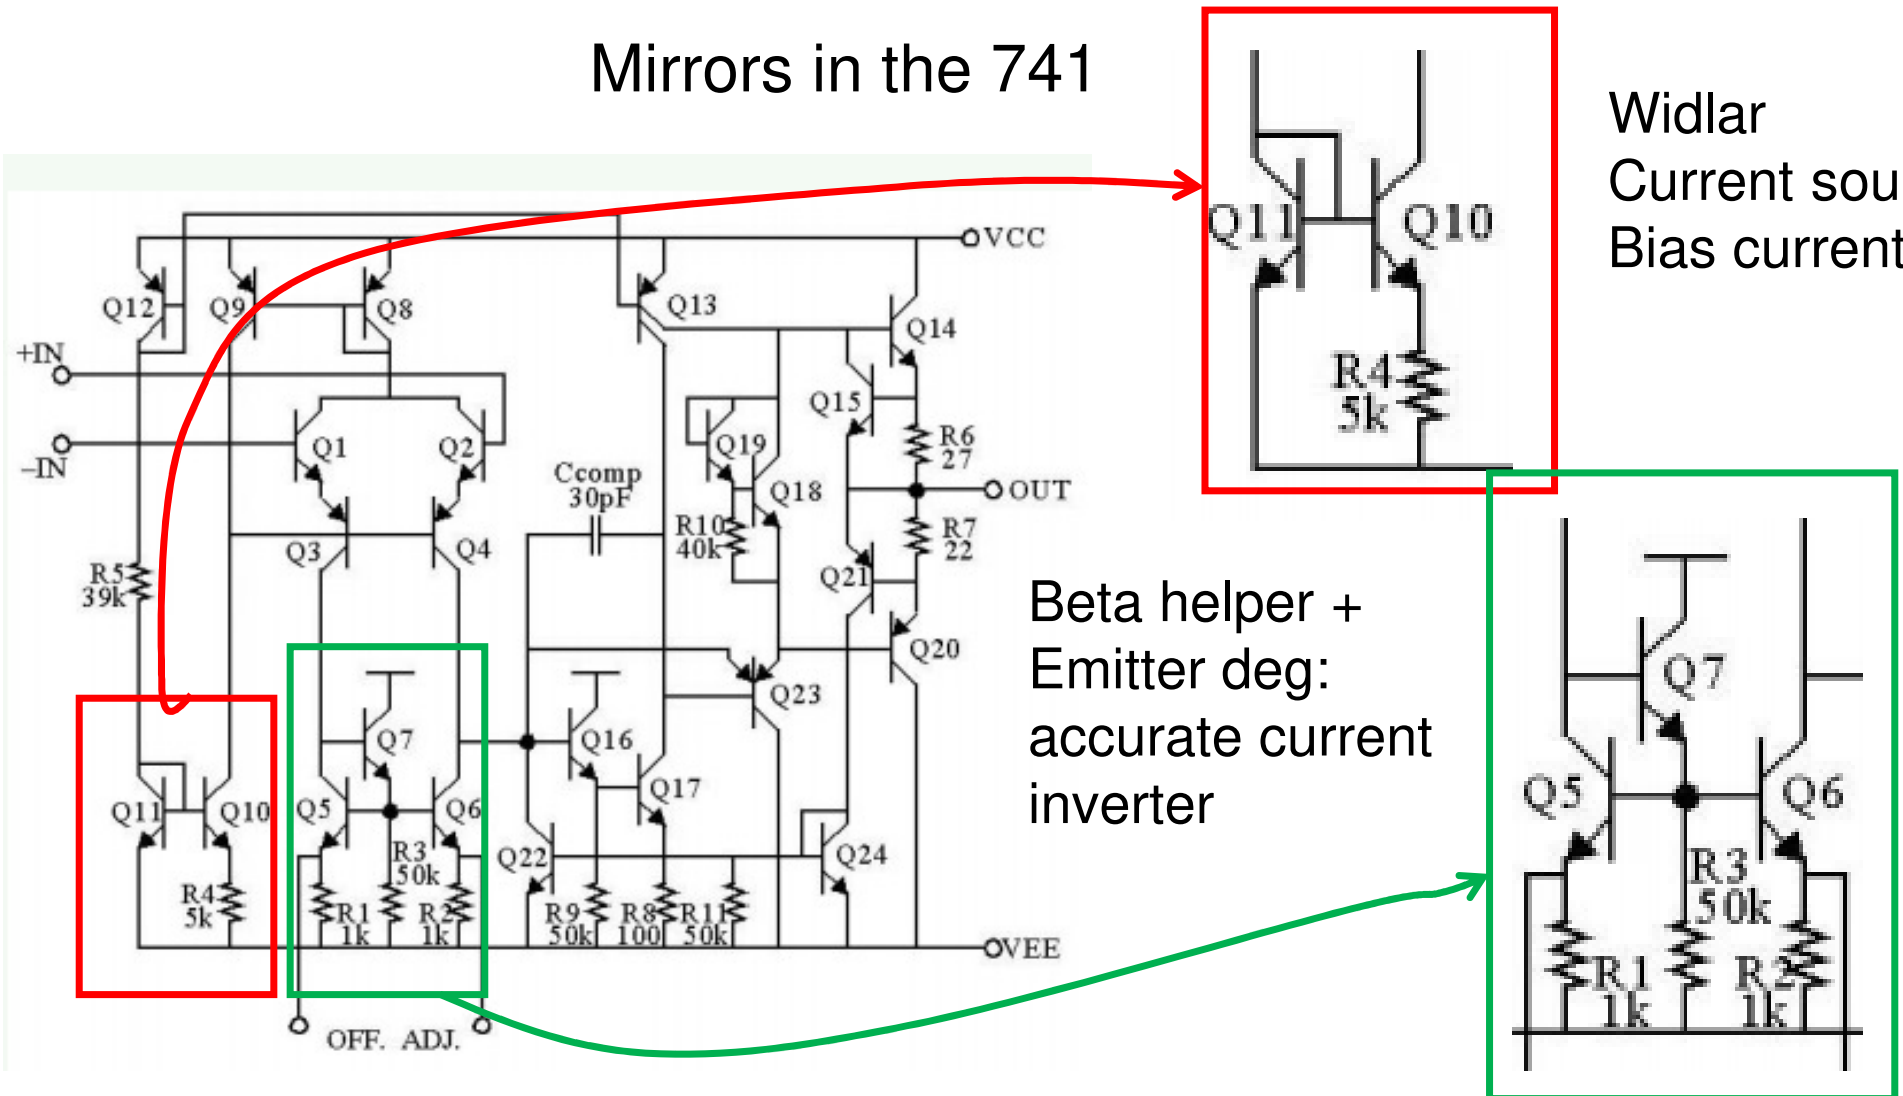 Mirrors in the 741
Widlar
Current sou
Bias current
Q11
Q10
R4
5k
VCC
Q12
Q9
Q8
Q13
Q14
+IN
–IN
Q1
Q2
Q15
Q19
R6
27
Ccomp
30pF
Q18
OUT
Q3
Q4
R10
40k
R7
22
R5
39k
Q21
Q20
Q7
Q16
Q23
Q17
Q11
Q10
Q5
Q6
R3
50k
Q22
Q24
R4
5k
R1
1k
R2
1k
R9
50k
R8
100
R11
50k
VEE
OFF. ADJ.
Beta helper +
Emitter deg:
accurate current
inverter
Q7
Q5
Q6
R3
50k
R1
1k
R2
1k